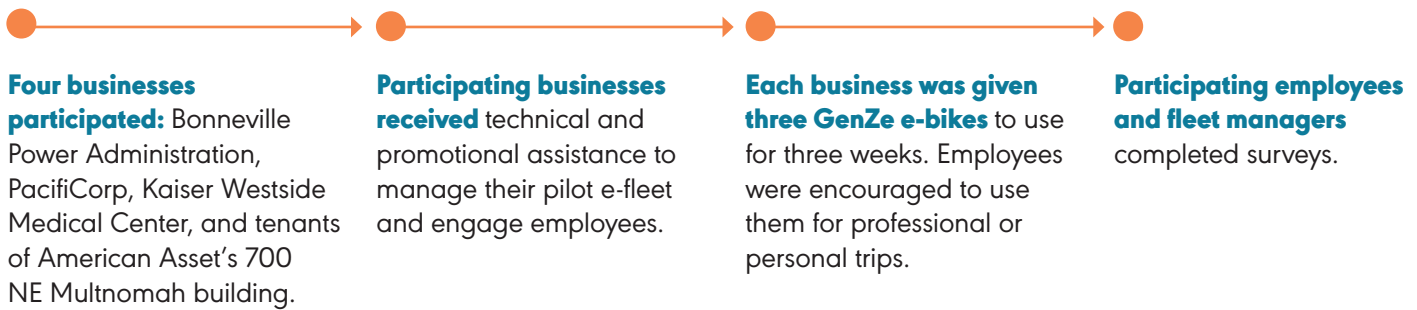 Four businesses
participated: Bonneville
Power Administration,
PacifiCorp, Kaiser Westside
Medical Center, and tenants
of American Asset's 700
NE Multnomah building.
Participating businesses
received technical and
promotional assistance to
manage their pilot e-fleet
and engage employees.
Each business was given
three GenZe e-bikes to use
for three weeks. Employees
were encouraged to use
them for professional or
personal trips.
Participating employees
and fleet managers
completed surveys.